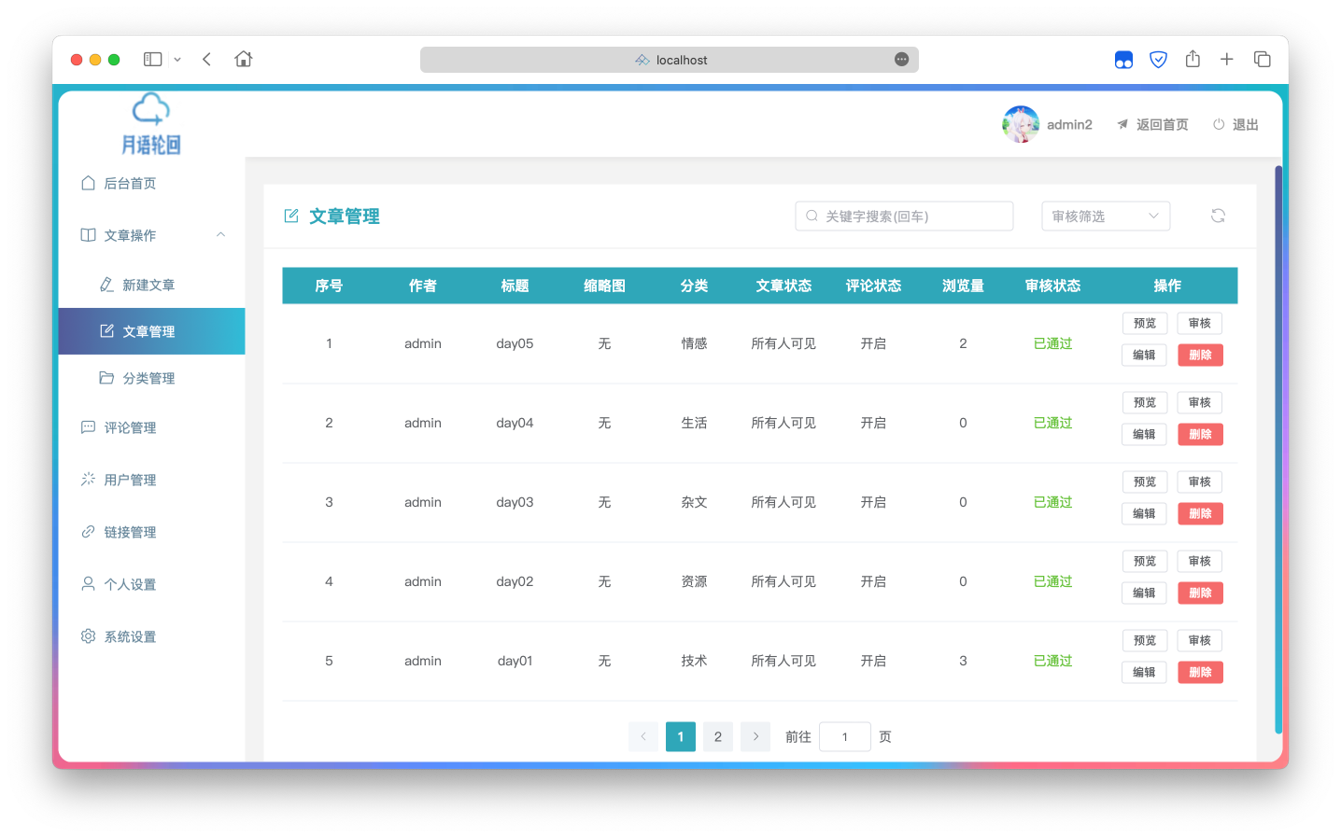 localhost
月语轮回
admin2 返回首页 退出
后台首页
文章操作
新建文章
文章管理
分类管理
评论管理
用户管理
链接管理
个人设置
系统设置
文章管理 关键字搜索(回车) 审核筛选
序号 作者 标题 缩略图 分类 文章状态 评论状态 浏览量 审核状态 操作
1 admin day05 无 情感 所有人可见 开启 2 已通过 预览 审核
编辑 删除
2 admin day04 无 生活 所有人可见 开启 0 已通过 预览 审核
编辑 删除
3 admin day03 无 杂文 所有人可见 开启 0 已通过 预览 审核
编辑 删除
4 admin day02 无 资源 所有人可见 开启 0 已通过 预览 审核
编辑 删除
5 admin day01 无 技术 所有人可见 开启 3 已通过 预览 审核
编辑 删除
1 2 前往 1 页